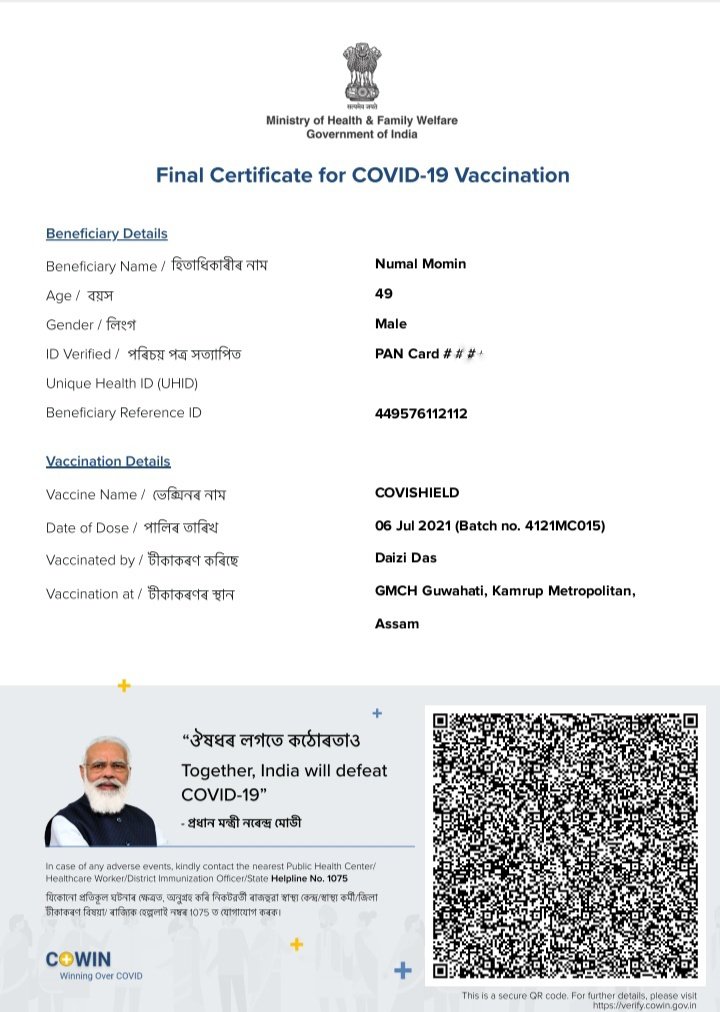 सत्यमेव जयते
Ministry of Health & Family Welfare
Government of India
Final Certificate for COVID-19 Vaccination
Beneficiary Details
Beneficiary Name / হিতাধিকাৰীৰ নাম Numal Momin
Age / বয়স 49
Gender / লিংগ Male
ID Verified / পৰিচয় পত্ৰ সত্যাপিত PAN Card # # #
Unique Health ID (UHID)
Beneficiary Reference ID 449576112112
Vaccination Details
Vaccine Name / ভেক্সিনৰ নাম COVISHIELD
Date of Dose / পালিৰ তাৰিখ 06 Jul 2021 (Batch no. 4121MC015)
Vaccinated by / টীকাকৰণ কৰিছে Daizi Das
Vaccination at / টীকাকৰণৰ স্থান GMCH Guwahati, Kamrup Metropolitan,
Assam
“ঔষধৰ লগতে কঠোৰতাও
Together, India will defeat
COVID-19”
- প্ৰধান মন্ত্ৰী নৰেন্দ্ৰ মোডী
In case of any adverse events, kindly contact the nearest Public Health Center/
Healthcare Worker/District Immunization Officer/State Helpline No. 1075
যিকোনো প্ৰতিকূল ঘটনাৰ ক্ষেত্ৰত, অনুগ্ৰহ কৰি নিকটৱৰ্তী ৰাজহুৱা স্বাস্থ্য কেন্দ্ৰ/স্বাস্থ্য কৰ্মী/জিলা
টীকাকৰণ বিষয়া/ ৰাজ্যিক হেল্পলাই নম্বৰ 1075 ত যোগাযোগ কৰক।
COWIN
Winning Over COVID
This is a secure QR code. For further details, please visit
https://verify.cowin.gov.in